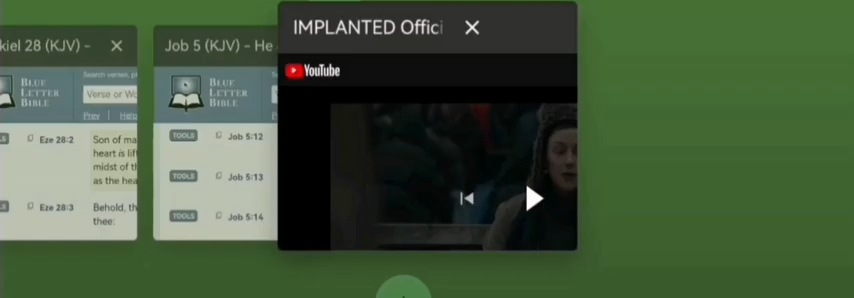 kiel 28 (KJV) -
BLUE
LETTER
BIBLE
Search verses, p
Verse or Wo
Prev
Eze 28:2
Son of ma
heart is lif
midst of th
as the hea
Eze 28:3
Behold, th
thee:
Job 5 (KJV) - He
BLUE
LETTER
BIBLE
TOOLS
Job 5:12
TOOLS
Job 5:13
TOOLS
Job 5:14
IMPLANTED Offici
YouTube